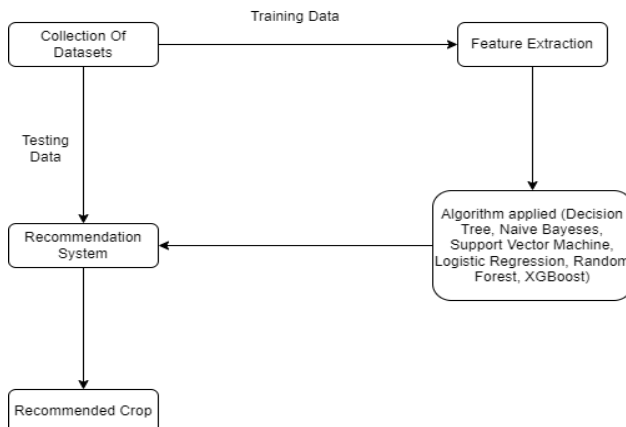 Training Data
Collection Of
Datasets
Feature Extraction
Testing
Data
Algorithm applied (Decision
Tree, Naive Bayeses,
Support Vector Machine,
Logistic Regression, Random
Forest, XGBoost)
Recommendation
System
Recommended Crop